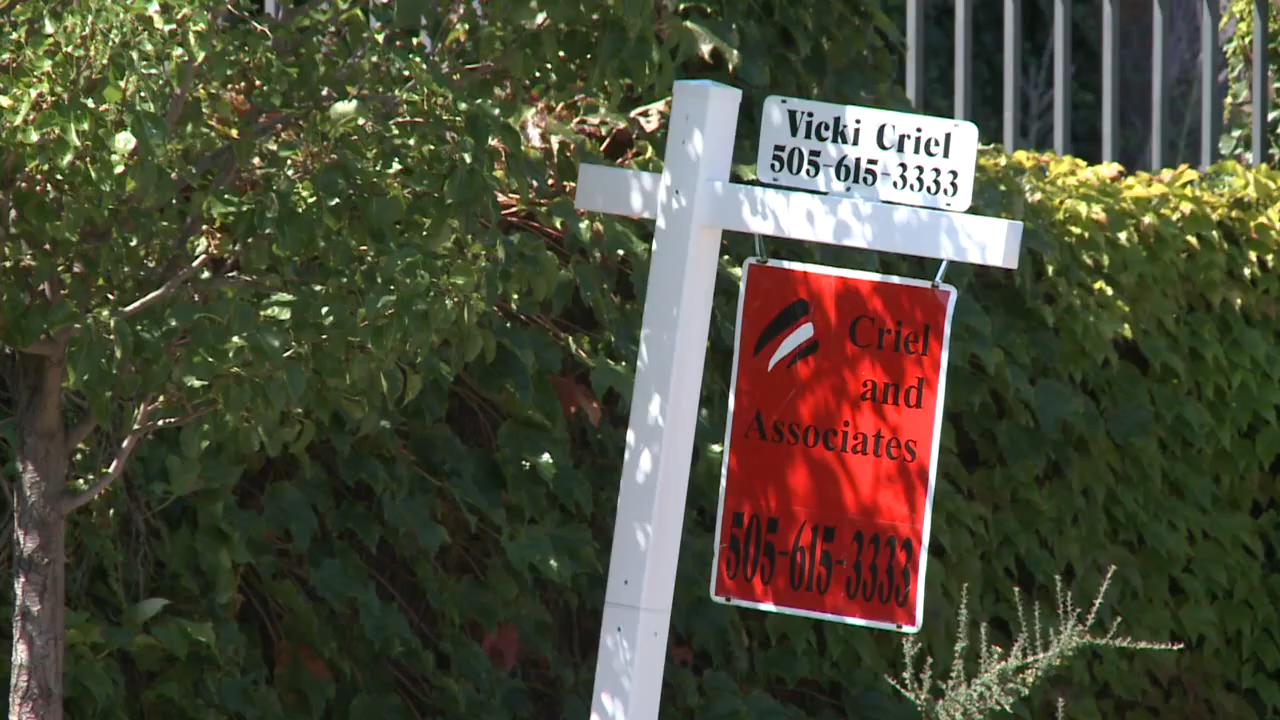 Vicki Criel
505-615-3333
Criel
and
Associates
505-615-3333